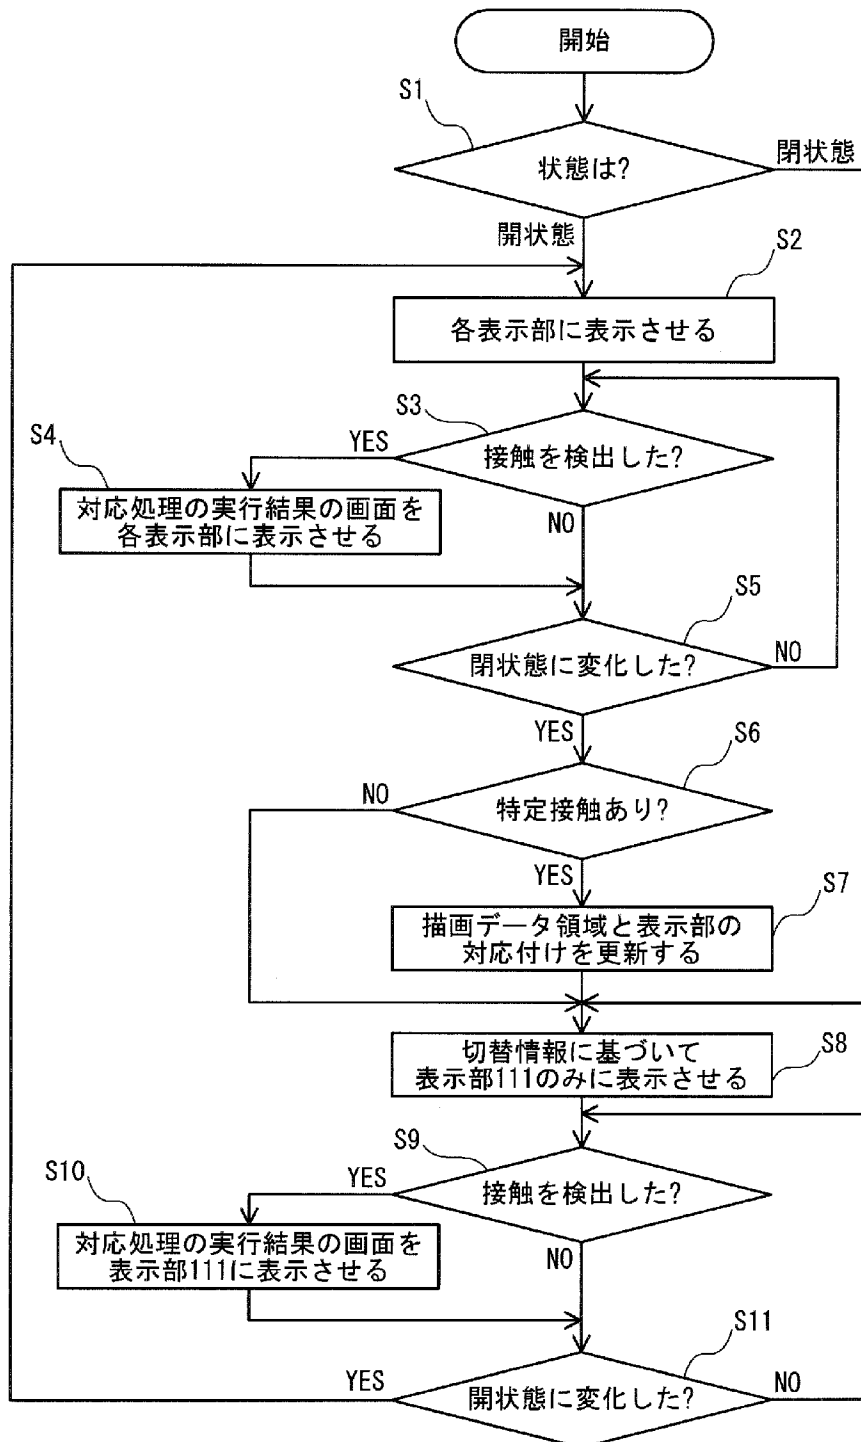 開始
S1
状態は?
閉状態
開状態
S2
各表示部に表示させる
S3
接触を検出した?
YES
S4
対応処理の実行結果の画面を
各表示部に表示させる
NO
S5
閉状態に変化した?
NO
YES
S6
特定接触あり?
NO
YES
S7
描画データ領域と表示部の
対応付けを更新する
S8
切替情報に基づいて
表示部111のみに表示させる
S9
接触を検出した?
YES
S10
対応処理の実行結果の画面を
表示部111に表示させる
NO
S11
開状態に変化した?
YES
NO